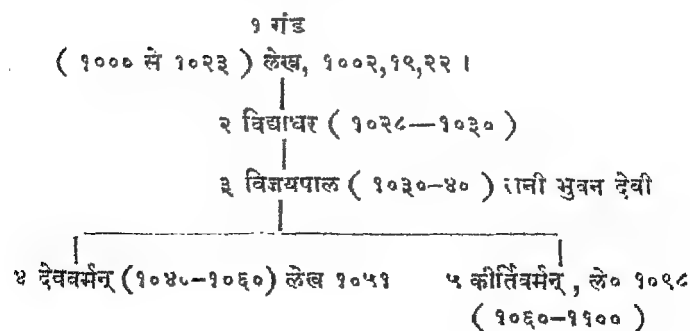 १ गंड
( १००० से १०२३ ) लेख, १००२,१९,२२ ।
२ विद्याधर ( १०२८—१०३० )
३ विजयपाल ( १०३०-४० ) रानी भुवन देवी
४ देववर्मन् (१०४०-१०६०) लेख १०५१ ५ कीर्तिवर्मन् , ले० १०९८
( १०६०-११०० )